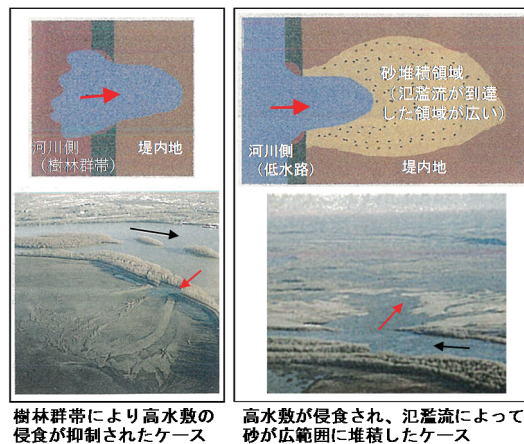 河川側
（樹林群帯）
堤内地
砂堆積領域
（氾濫流が到達
した領域が広い）
河川側
（低水路）
堤内地
樹林群帯により高水敷の
侵食が抑制されたケース
高水敷が侵食され、氾濫流によって
砂が広範囲に堆積したケース